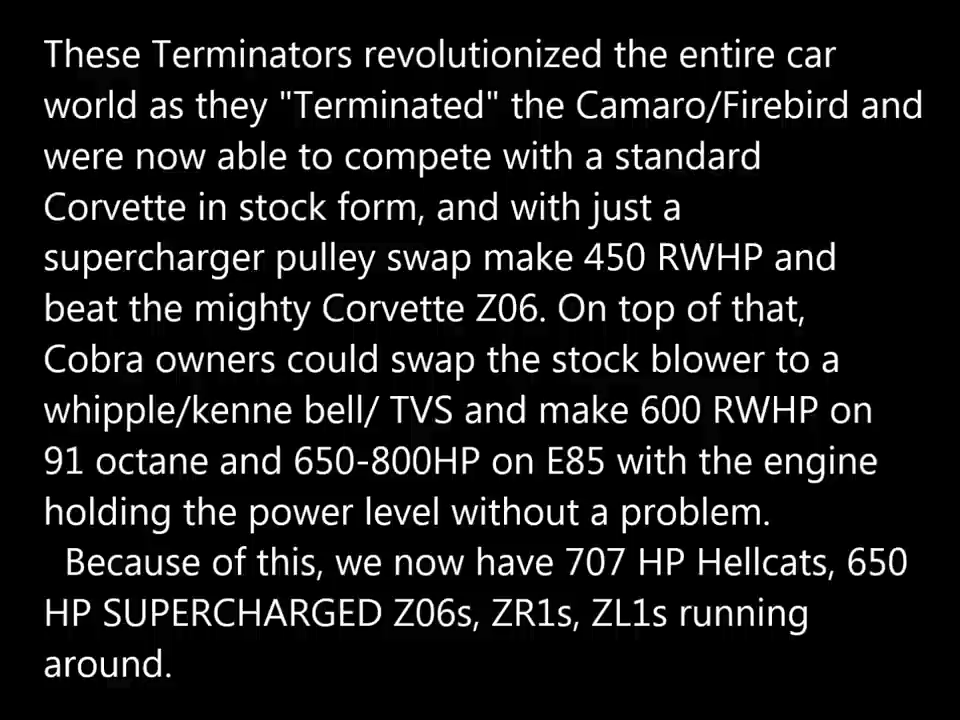 These Terminators revolutionized the entire car
world as they "Terminated" the Camaro/Firebird and
were now able to compete with a standard
Corvette in stock form, and with just a
supercharger pulley swap make 450 RWHP and
beat the mighty Corvette Z06. On top of that,
Cobra owners could swap the stock blower to a
whipple/kenne bell/ TVS and make 600 RWHP on
91 octane and 650-800HP on E85 with the engine
holding the power level without a problem.
Because of this, we now have 707 HP Hellcats, 650
HP SUPERCHARGED Z06s, ZR1s, ZL1s running
around.